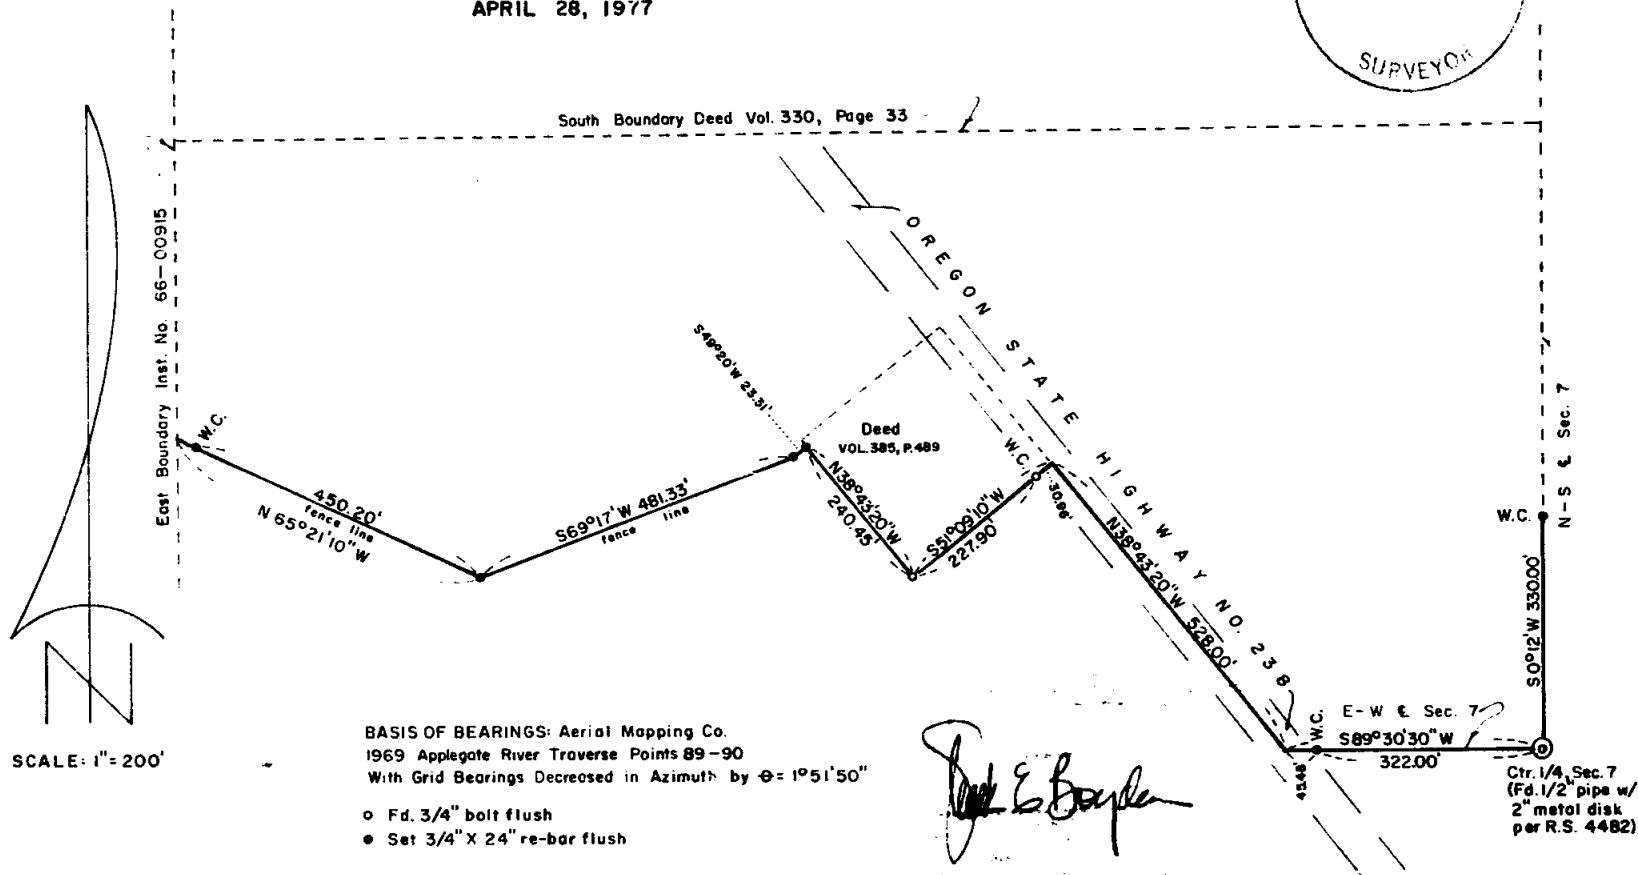 APRIL 28, 1977
SURVEYOR
South Boundary Deed Vol. 330, Page 33
East Boundary Inst. No. 66-00915
OREGON STATE HIGHWAY NO. 238
S49°20'W 23.31'
Deed
VOL. 385, P. 489
W.C.
450.20'
fence line
N 65°21'10" W
S69°17'W 481.33'
fence line
N38°43'20"W
240.45'
S51°09'10"W
227.90'
W.C.
30.96'
N38°43'20"W 528.00'
W.C.
N-S ℄ Sec. 7
S 0°12'W 330.00'
W.C.
E-W ℄ Sec. 7
S89°30'30"W
322.00'
45.48'
Ctr. 1/4, Sec. 7
(Fd. 1/2" pipe w/
2" metal disk
per R.S. 4482)
N
SCALE: 1"=200'
BASIS OF BEARINGS: Aerial Mapping Co.
1969 Applegate River Traverse Points 89-90
With Grid Bearings Decreased in Azimuth by θ= 1°51'50"
o Fd. 3/4" bolt flush
● Set 3/4" X 24" re-bar flush
E Boyden